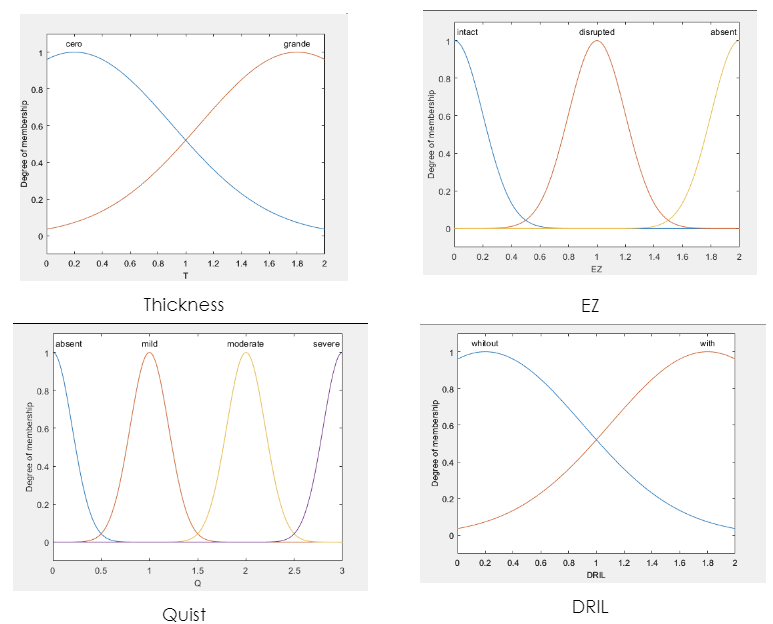 cero grande
1
0.8
0.6
0.4
0.2
0
Degree of membership
0 0.2 0.4 0.6 0.8 1 1.2 1.4 1.6 1.8 2
T
Thickness
intact disrupted absent
1
0.8
0.6
0.4
0.2
0
Degree of membership
0 0.2 0.4 0.6 0.8 1 1.2 1.4 1.6 1.8 2
EZ
EZ
absent mild moderate severe
1
0.8
0.6
0.4
0.2
0
Degree of membership
0 0.5 1 1.5 2 2.5 3
Q
Quist
whilout with
1
0.8
0.6
0.4
0.2
0
Degree of membership
0 0.2 0.4 0.6 0.8 1 1.2 1.4 1.6 1.8 2
DRIL
DRIL